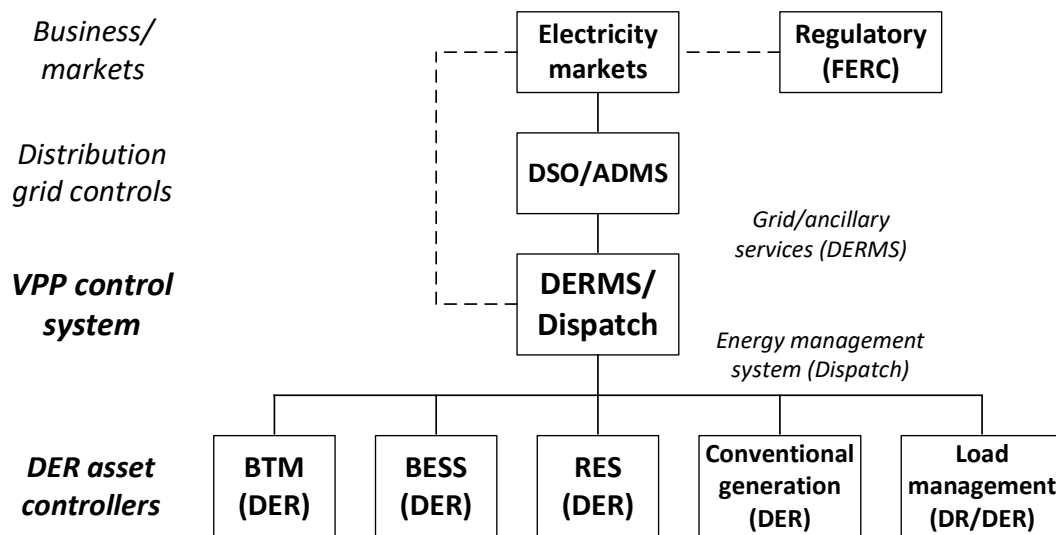 Business/
markets
Electricity
markets
Regulatory
(FERC)
Distribution
grid controls
DSO/ADMS
Grid/ancillary
services (DERMS)
VPP control
system
DERMS/
Dispatch
Energy management
system (Dispatch)
DER asset
controllers
BTM
(DER)
BESS
(DER)
RES
(DER)
Conventional
generation
(DER)
Load
management
(DR/DER)